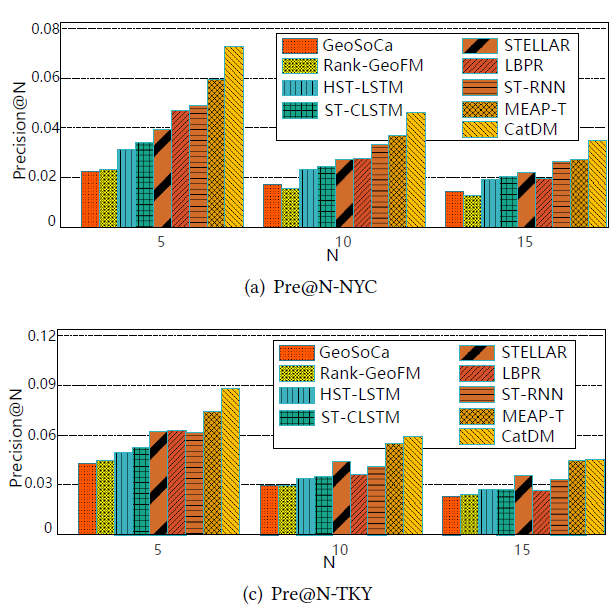 0.08
0.06
0.04
0.02
0
Precision@N
GeoSoCa
Rank-GeoFM
HST-LSTM
ST-CLSTM
STELLAR
LBPR
ST-RNN
MEAP-T
CatDM
5
10
15
N
(a) Pre@N-NYC
0.12
0.09
0.06
0.03
0
Precision@N
GeoSoCa
Rank-GeoFM
HST-LSTM
ST-CLSTM
STELLAR
LBPR
ST-RNN
MEAP-T
CatDM
5
10
15
N
(c) Pre@N-TKY